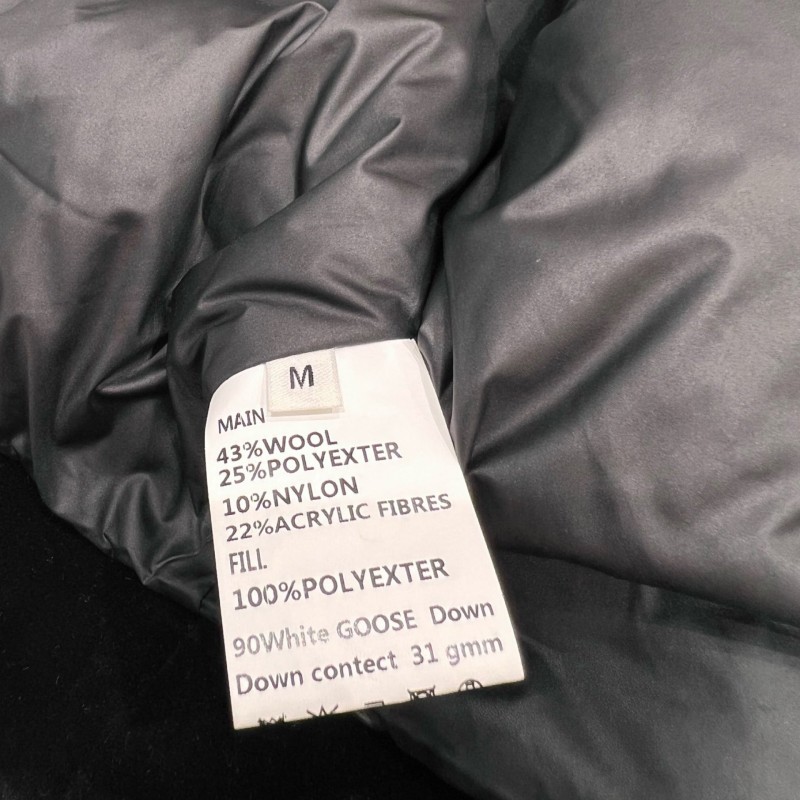 M
MAIN
43%WOOL
25%POLYEXTER
10%NYLON
22%ACRYLIC FIBRES
FILL.
100%POLYEXTER
90White GOOSE Down
Down contect 31 gmm